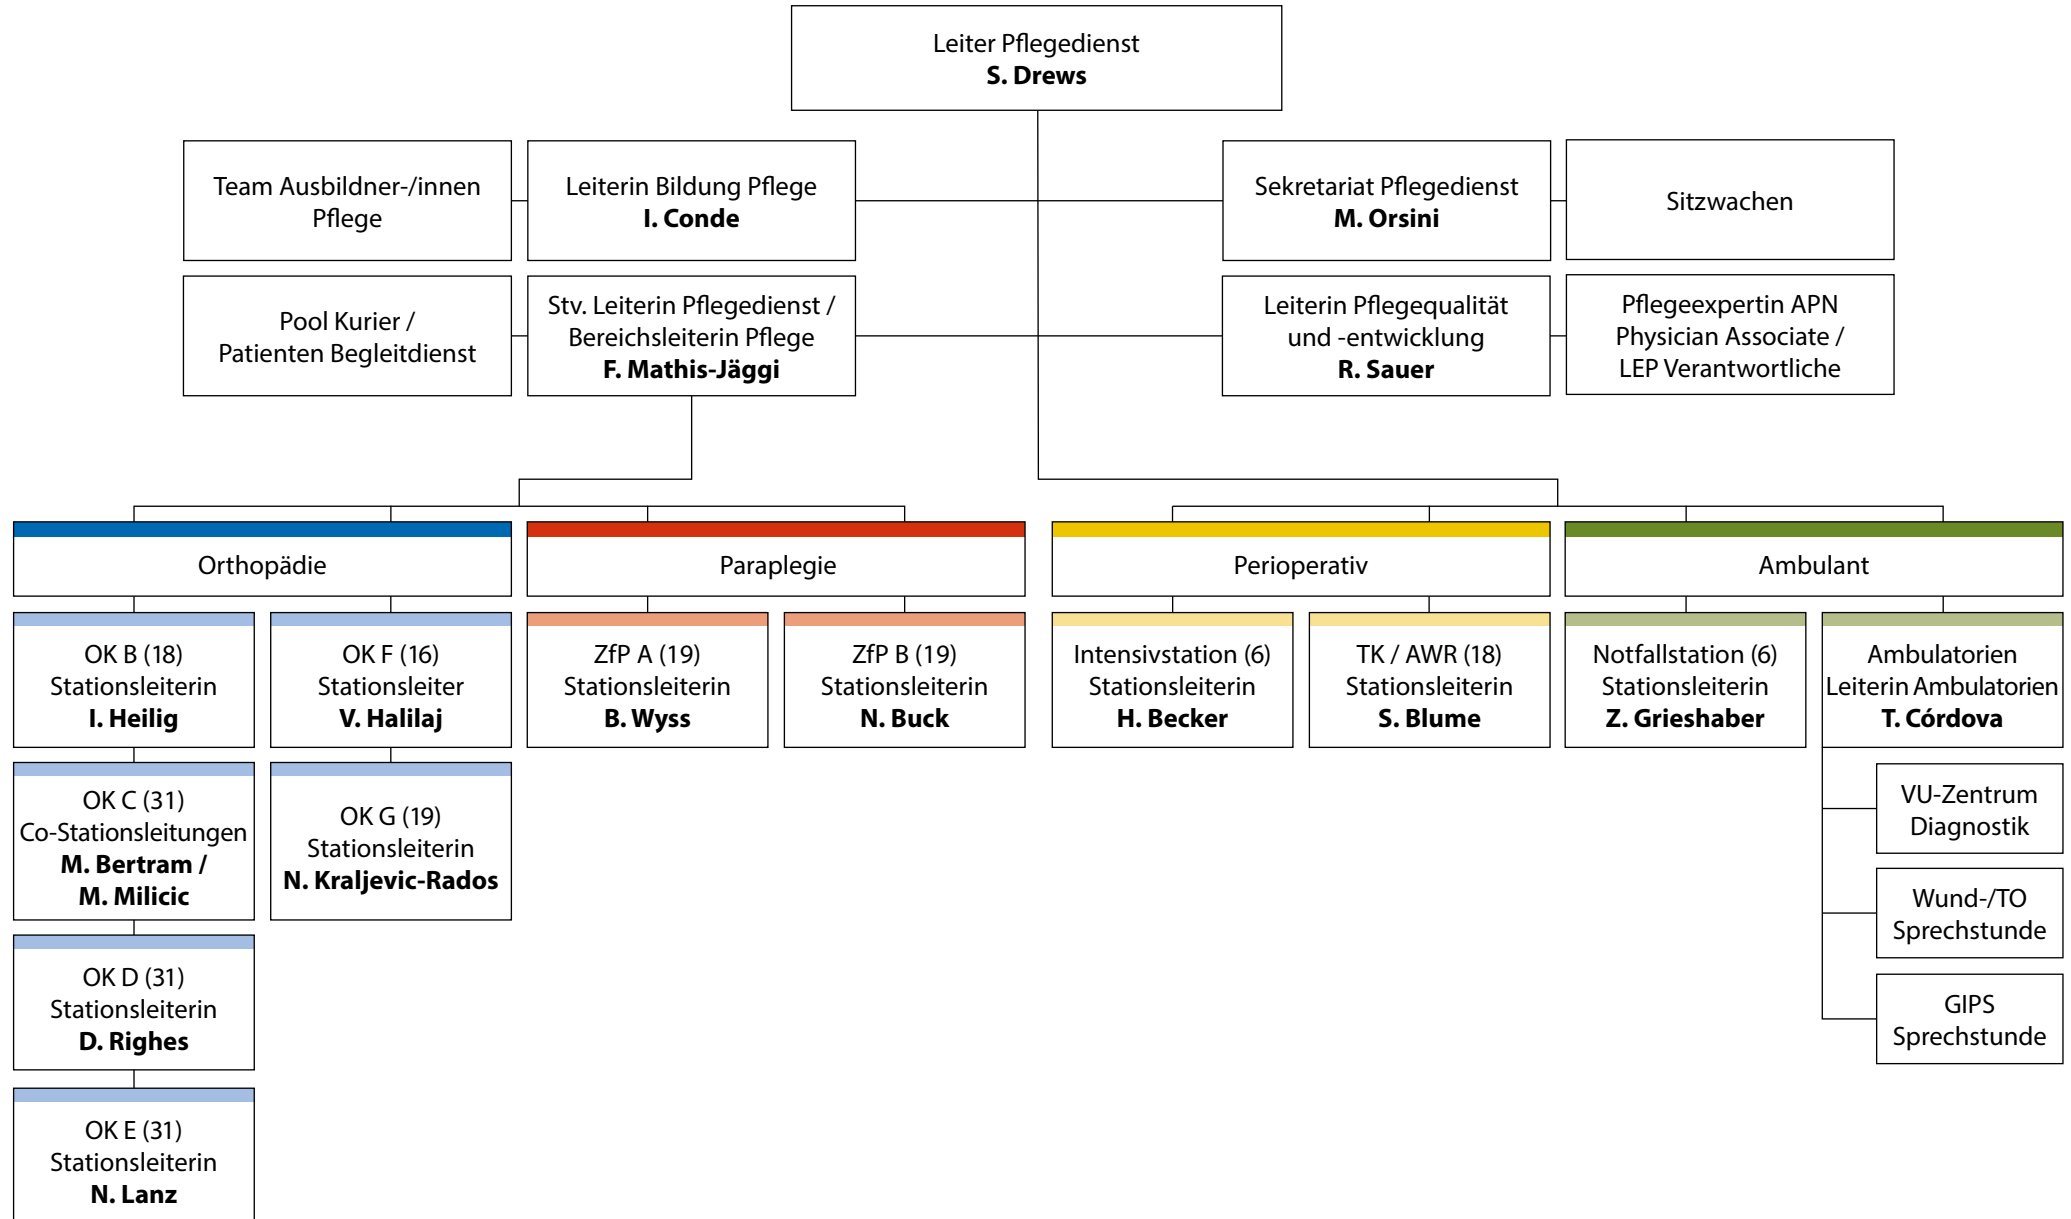 Leiter Pflegedienst
S. Drews
Team Ausbildner-/innen
Pflege
Leiterin Bildung Pflege
I. Conde
Sekretariat Pflegedienst
M. Orsini
Sitzwachen
Pool Kurier /
Patienten Begleitdienst
Stv. Leiterin Pflegedienst /
Bereichsleiterin Pflege
F. Mathis-Jäggi
Leiterin Pflegequalität
und -entwicklung
R. Sauer
Pflegeexpertin APN
Physician Associate /
LEP Verantwortliche
Orthopädie
Paraplegie
Perioperativ
Ambulant
OK B (18)
Stationsleiterin
I. Heilig
OK F (16)
Stationsleiter
V. Halilaj
ZfP A (19)
Stationsleiterin
B. Wyss
ZfP B (19)
Stationsleiterin
N. Buck
Intensivstation (6)
Stationsleiterin
H. Becker
TK / AWR (18)
Stationsleiterin
S. Blume
Notfallstation (6)
Stationsleiterin
Z. Grieshaber
Ambulatorien
Leiterin Ambulatorien
T. Córdova
OK C (31)
Co-Stationsleitungen
M. Bertram /
M. Milicic
OK G (19)
Stationsleiterin
N. Kraljevic-Rados
VU-Zentrum
Diagnostik
Wund-/TO
Sprechstunde
OK D (31)
Stationsleiterin
D. Righes
GIPS
Sprechstunde
OK E (31)
Stationsleiterin
N. Lanz